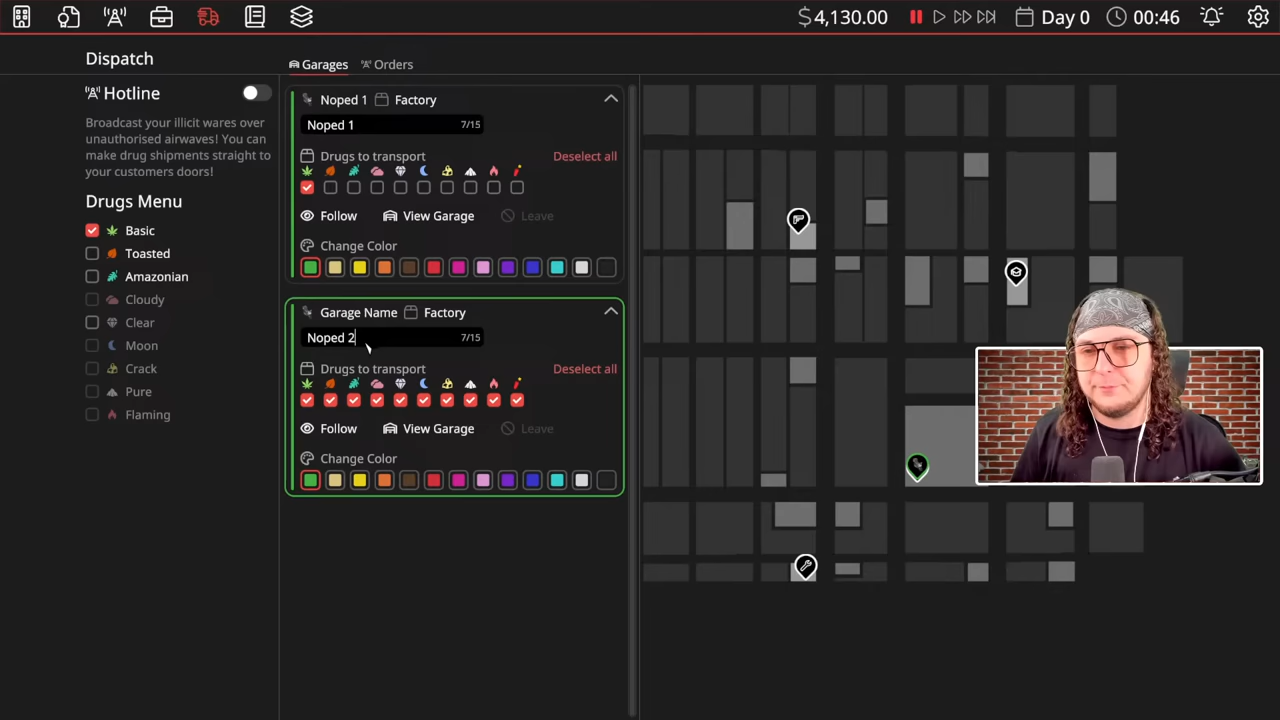 $4,130.00
Day 0
00:46
Dispatch
Garages
Orders
Hotline
Broadcast your illicit wares over
unauthorised airwaves! You can
make drug shipments straight to
your customers doors!
Drugs Menu
Basic
Toasted
Amazonian
Cloudy
Clear
Moon
Crack
Pure
Flaming
Noped 1 Factory
Noped 1 7/15
Drugs to transport Deselect all
Follow View Garage Leave
Change Color
Garage Name Factory
Noped 2 7/15
Drugs to transport Deselect all
Follow View Garage Leave
Change Color